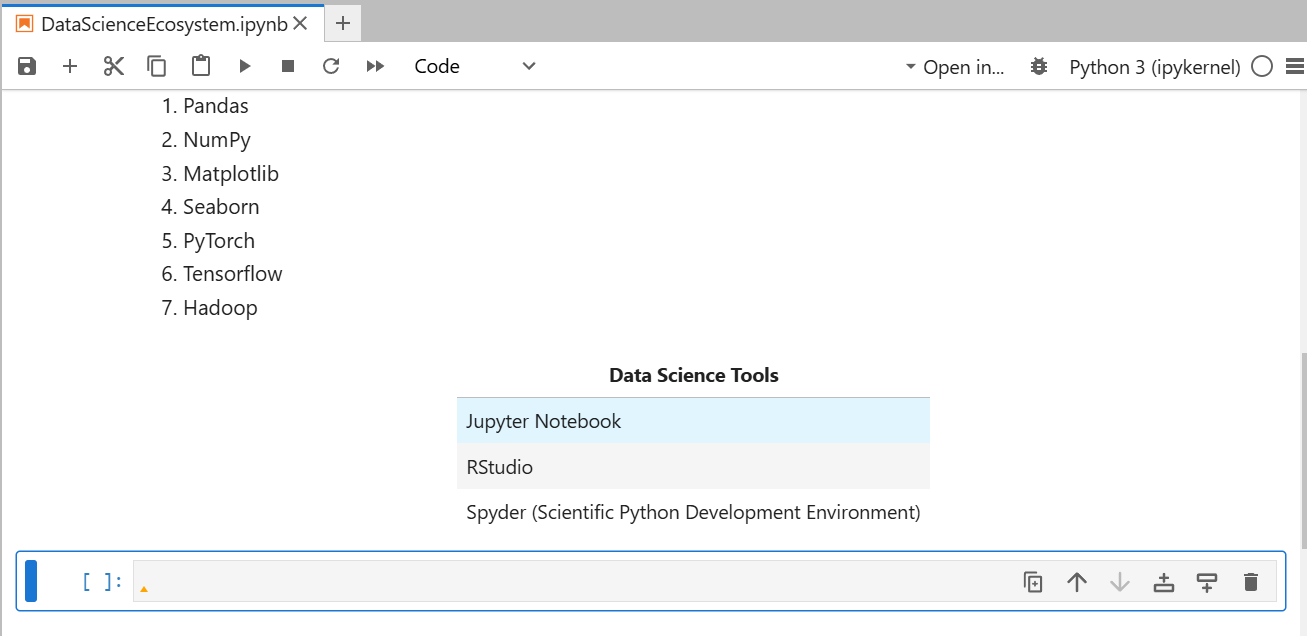 DataScienceEcosystem.ipynb
Code Open in... Python 3 (ipykernel)
1. Pandas
2. NumPy
3. Matplotlib
4. Seaborn
5. PyTorch
6. Tensorflow
7. Hadoop
Data Science Tools
Jupyter Notebook
RStudio
Spyder (Scientific Python Development Environment)
[ ]: